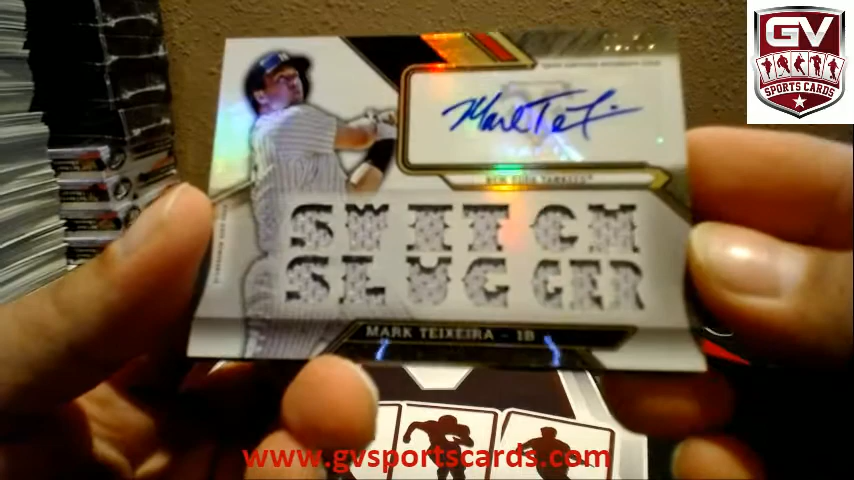 GV
SPORTS CARDS
Mark Teixeira
NEW YORK YANKEES
SWITCH
SLUGGER
MARK TEIXEIRA - 1B
www.gvsportscards.com